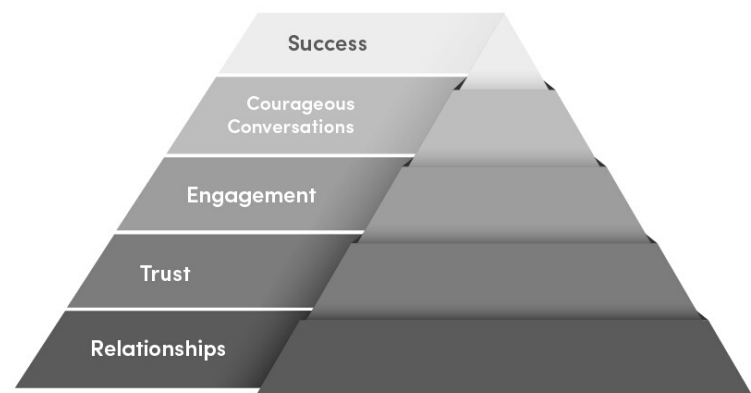 Success
Courageous
Conversations
Engagement
Trust
Relationships